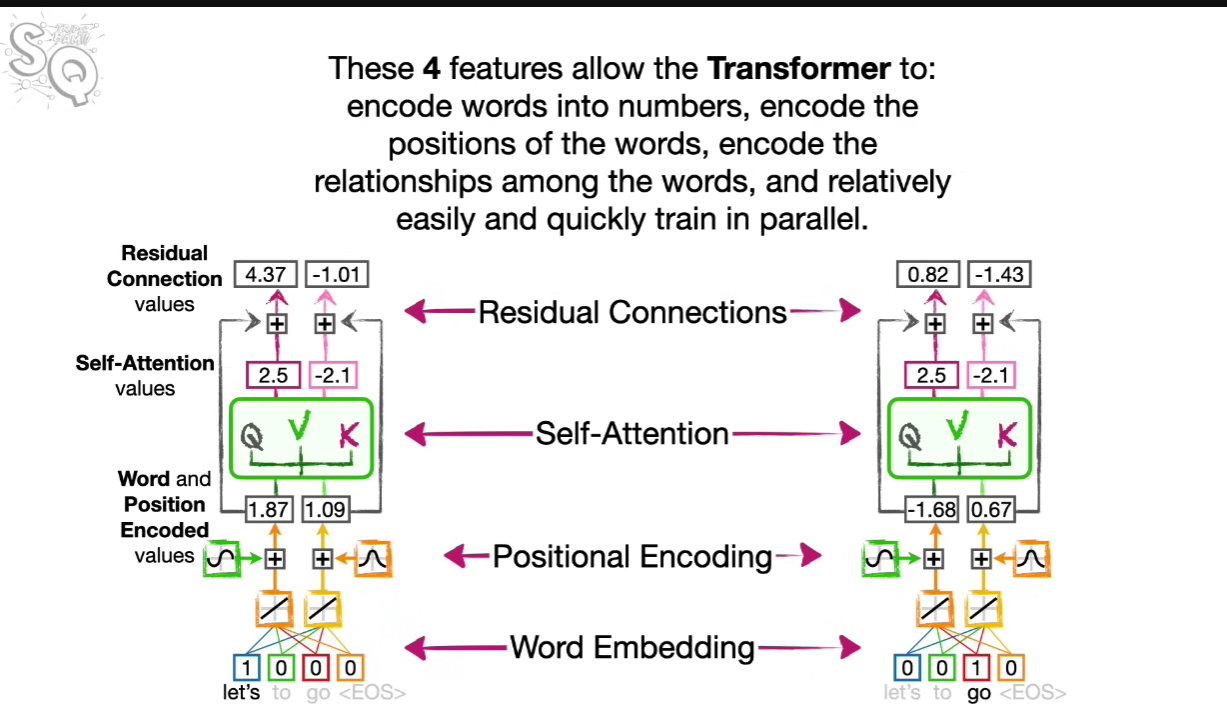 SQ
TRIPLE
BAM!!
These 4 features allow the Transformer to:
encode words into numbers, encode the
positions of the words, encode the
relationships among the words, and relatively
easily and quickly train in parallel.
Residual
Connection
values
4.37 -1.01
0.82 -1.43
+ +
Residual Connections
+ +
Self-Attention
values
2.5 -2.1
2.5 -2.1
Q V K
Self-Attention
Q V K
Word and
Position
Encoded
values
1.87 1.09
-1.68 0.67
+ +
Positional Encoding
+ +
Word Embedding
1 0 0 0
let's to go <EOS>
0 0 1 0
let's to go <EOS>